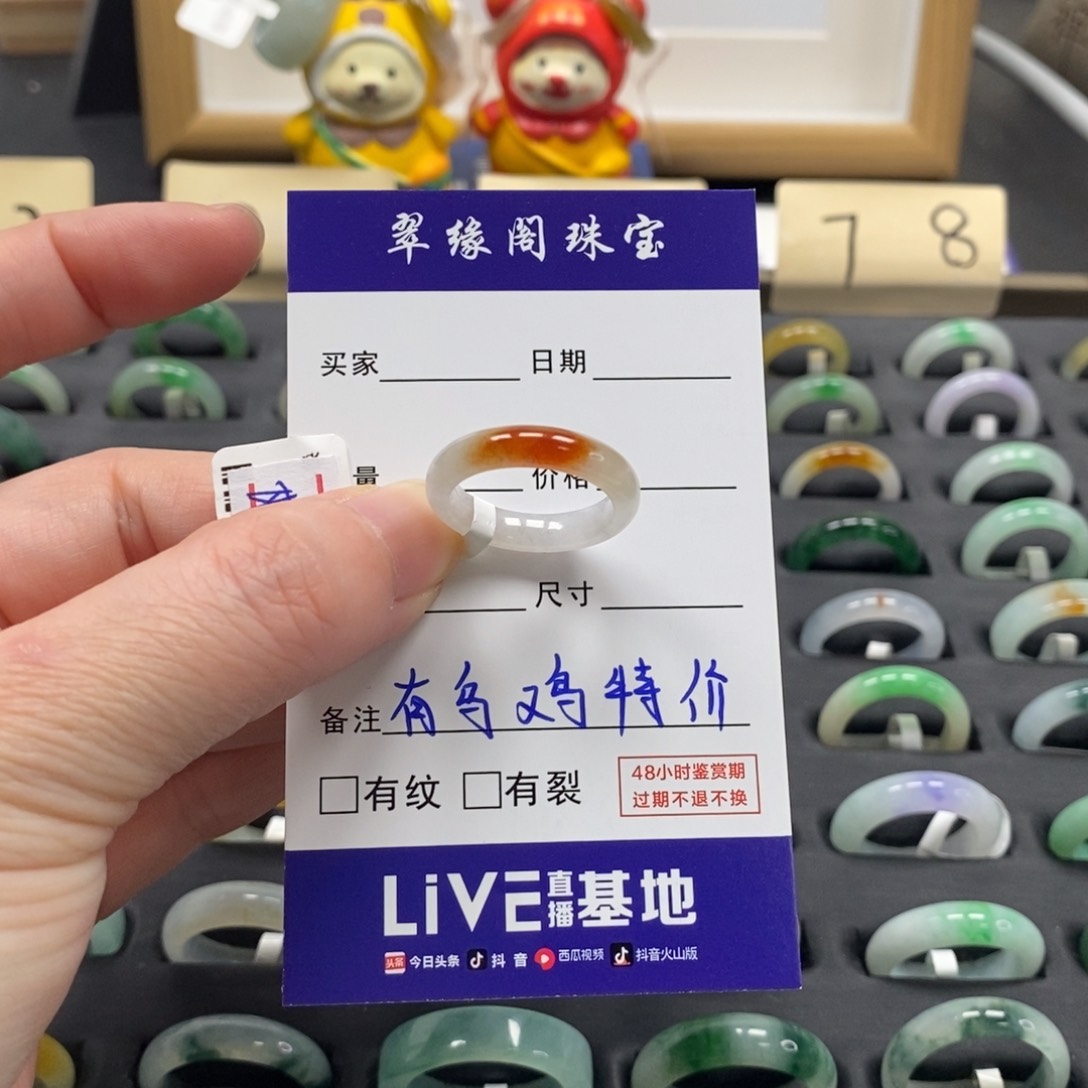 翠缘阁珠宝
7 8
买家 日期
量 价格
尺寸
备注 有乌鸡特价
□有纹 □有裂
48小时鉴赏期
过期不退不换
LiVE直播基地
头条 今日头条 抖音 西瓜视频 抖音火山版